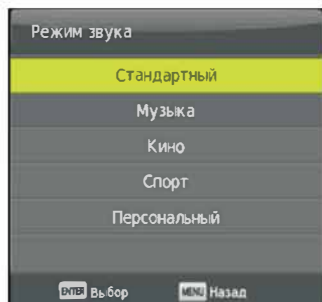 Режим звука
Стандартный
Музыка
Кино
Спорт
Персональный
ENTER Выбор MENU Назад